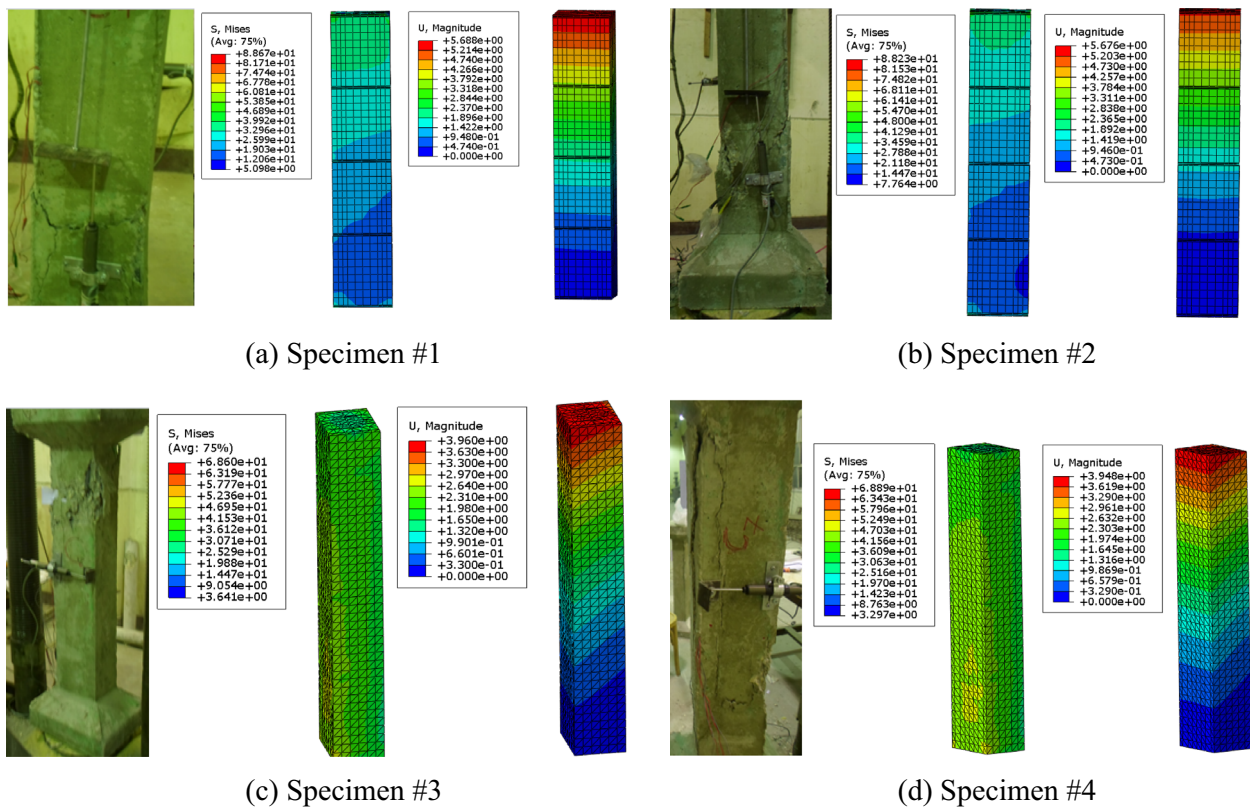 S, Mises
(Avg: 75%)
+8.867e+01
+8.171e+01
+7.474e+01
+6.778e+01
+6.081e+01
+5.385e+01
+4.689e+01
+3.992e+01
+3.296e+01
+2.599e+01
+1.903e+01
+1.206e+01
+5.098e+00
U, Magnitude
+5.688e+00
+5.214e+00
+4.740e+00
+4.266e+00
+3.792e+00
+3.318e+00
+2.844e+00
+2.370e+00
+1.896e+00
+1.422e+00
+9.480e-01
+4.740e-01
+0.000e+00
(a) Specimen #1
S, Mises
(Avg: 75%)
+8.823e+01
+8.153e+01
+7.482e+01
+6.811e+01
+6.141e+01
+5.470e+01
+4.800e+01
+4.129e+01
+3.459e+01
+2.788e+01
+2.118e+01
+1.447e+01
+7.764e+00
U, Magnitude
+5.676e+00
+5.203e+00
+4.730e+00
+4.257e+00
+3.784e+00
+3.311e+00
+2.838e+00
+2.365e+00
+1.892e+00
+1.419e+00
+9.460e-01
+4.730e-01
+0.000e+00
(b) Specimen #2
S, Mises
(Avg: 75%)
+6.860e+01
+6.319e+01
+5.777e+01
+5.236e+01
+4.695e+01
+4.153e+01
+3.612e+01
+3.071e+01
+2.529e+01
+1.988e+01
+1.447e+01
+9.054e+00
+3.641e+00
U, Magnitude
+3.960e+00
+3.630e+00
+3.300e+00
+2.970e+00
+2.640e+00
+2.310e+00
+1.980e+00
+1.650e+00
+1.320e+00
+9.901e-01
+6.601e-01
+3.300e-01
+0.000e+00
(c) Specimen #3
S, Mises
(Avg: 75%)
+6.889e+01
+6.343e+01
+5.796e+01
+5.249e+01
+4.703e+01
+4.156e+01
+3.609e+01
+3.063e+01
+2.516e+01
+1.970e+01
+1.423e+01
+8.763e+00
+3.297e+00
U, Magnitude
+3.948e+00
+3.619e+00
+3.290e+00
+2.961e+00
+2.632e+00
+2.303e+00
+1.974e+00
+1.645e+00
+1.316e+00
+9.869e-01
+6.579e-01
+3.290e-01
+0.000e+00
(d) Specimen #4